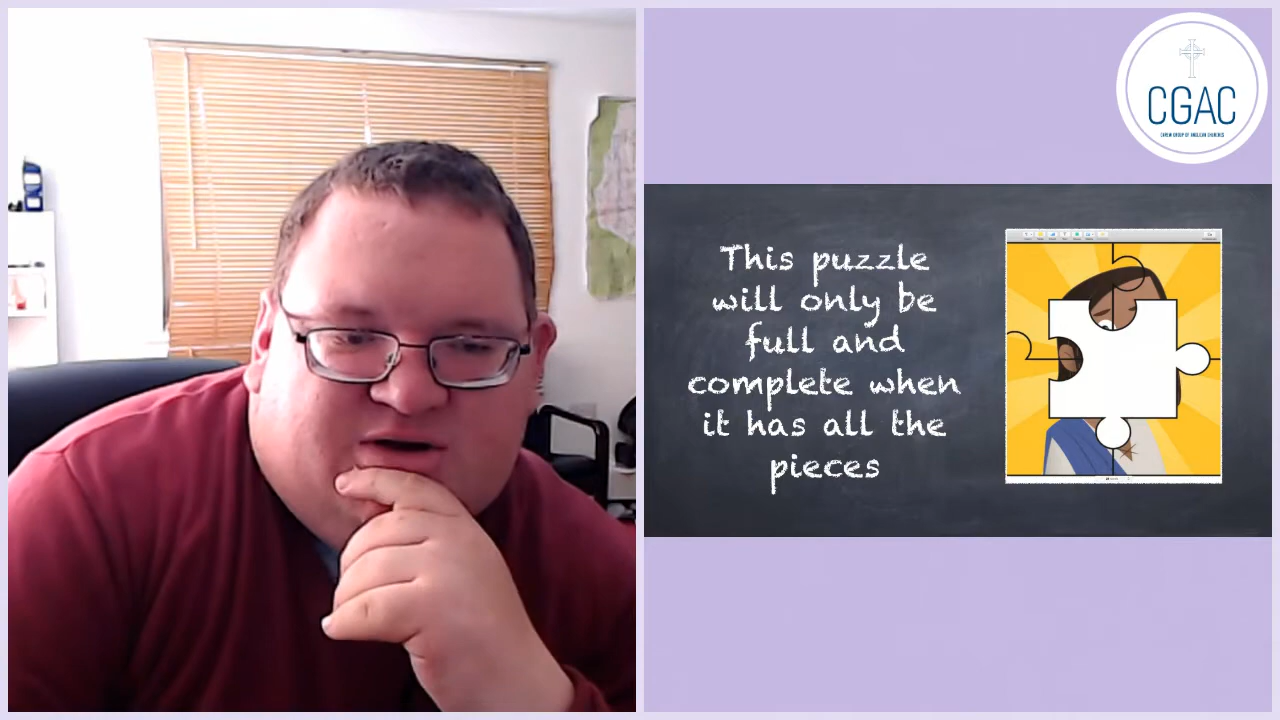 CGAC
This puzzle
will only be
full and
complete when
it has all the
pieces